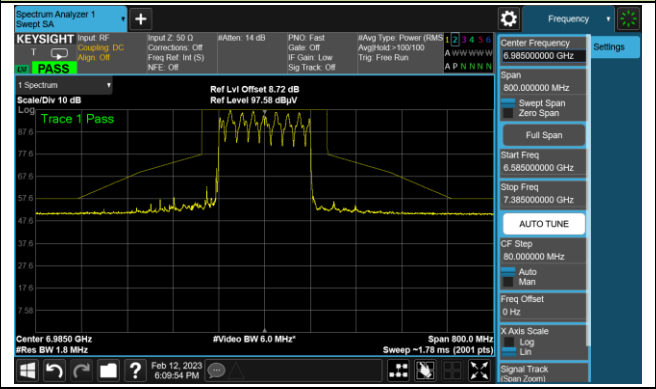 Spectrum Analyzer 1
Swept SA
Frequency
KEYSIGHT
Input: RF
Coupling: DC
Align: Off
Input Z: 50 Ω
Corrections: Off
Freq Ref: Int (S)
NFE: Off
#Atten: 14 dB
PNO: Fast
Gate: Off
IF Gain: Low
Sig Track: Off
#Avg Type: Power (RMS
Avg|Hold:>100/100
Trig: Free Run
1 2 3 4 5 6
A W W W W W
A P N N N N
T
PASS
Center Frequency
6.985000000 GHz
Settings
Span
800.000000 MHz
Swept Span
Zero Span
Full Span
Start Freq
6.585000000 GHz
Stop Freq
7.385000000 GHz
AUTO TUNE
CF Step
80.000000 MHz
Auto
Man
Freq Offset
0 Hz
X Axis Scale
Log
Lin
Signal Track
(Span Zoom)
1 Spectrum
Scale/Div 10 dB
Ref Lvl Offset 8.72 dB
Ref Level 97.58 dBµV
Log
Trace 1 Pass
87.6
77.6
67.6
57.6
47.6
37.6
27.6
17.6
7.58
Center 6.9850 GHz
#Res BW 1.8 MHz
#Video BW 6.0 MHz*
Span 800.0 MHz
Sweep ~1.78 ms (2001 pts)
Feb 12, 2023
6:09:54 PM